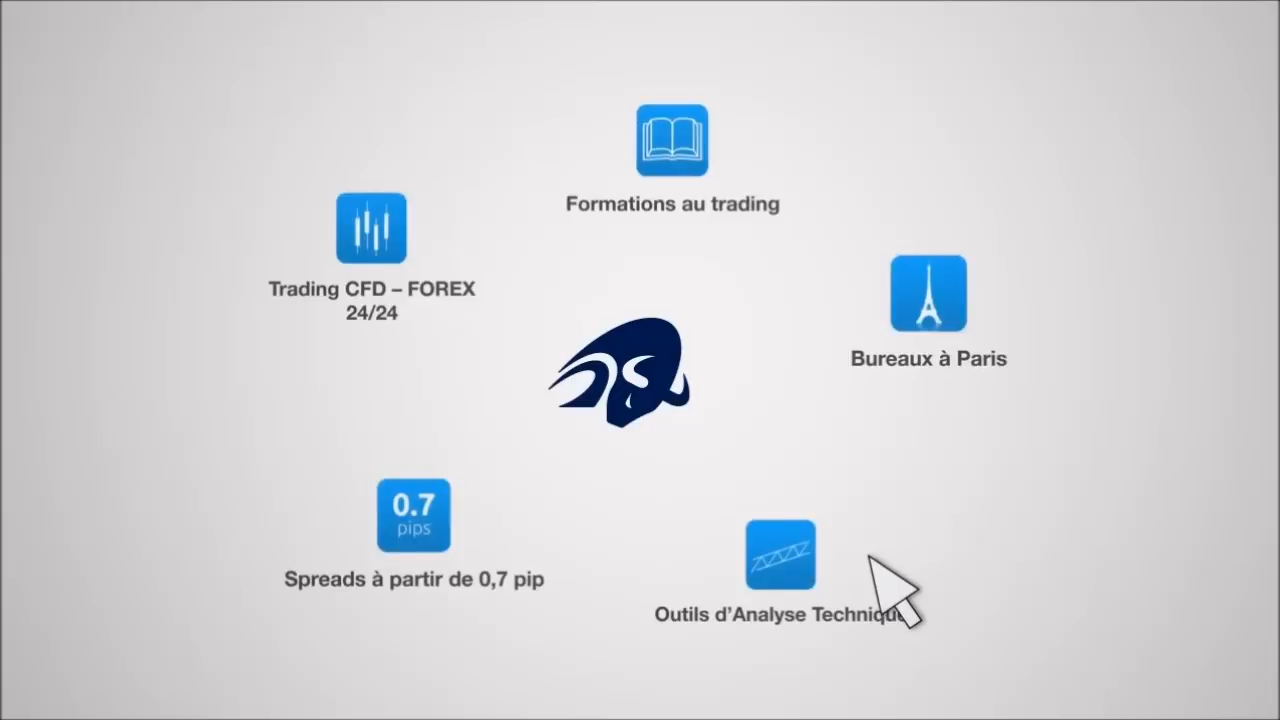 Formations au trading
Trading CFD – FOREX
24/24
Bureaux à Paris
0.7
pips
Spreads à partir de 0,7 pip
Outils d’Analyse Technique